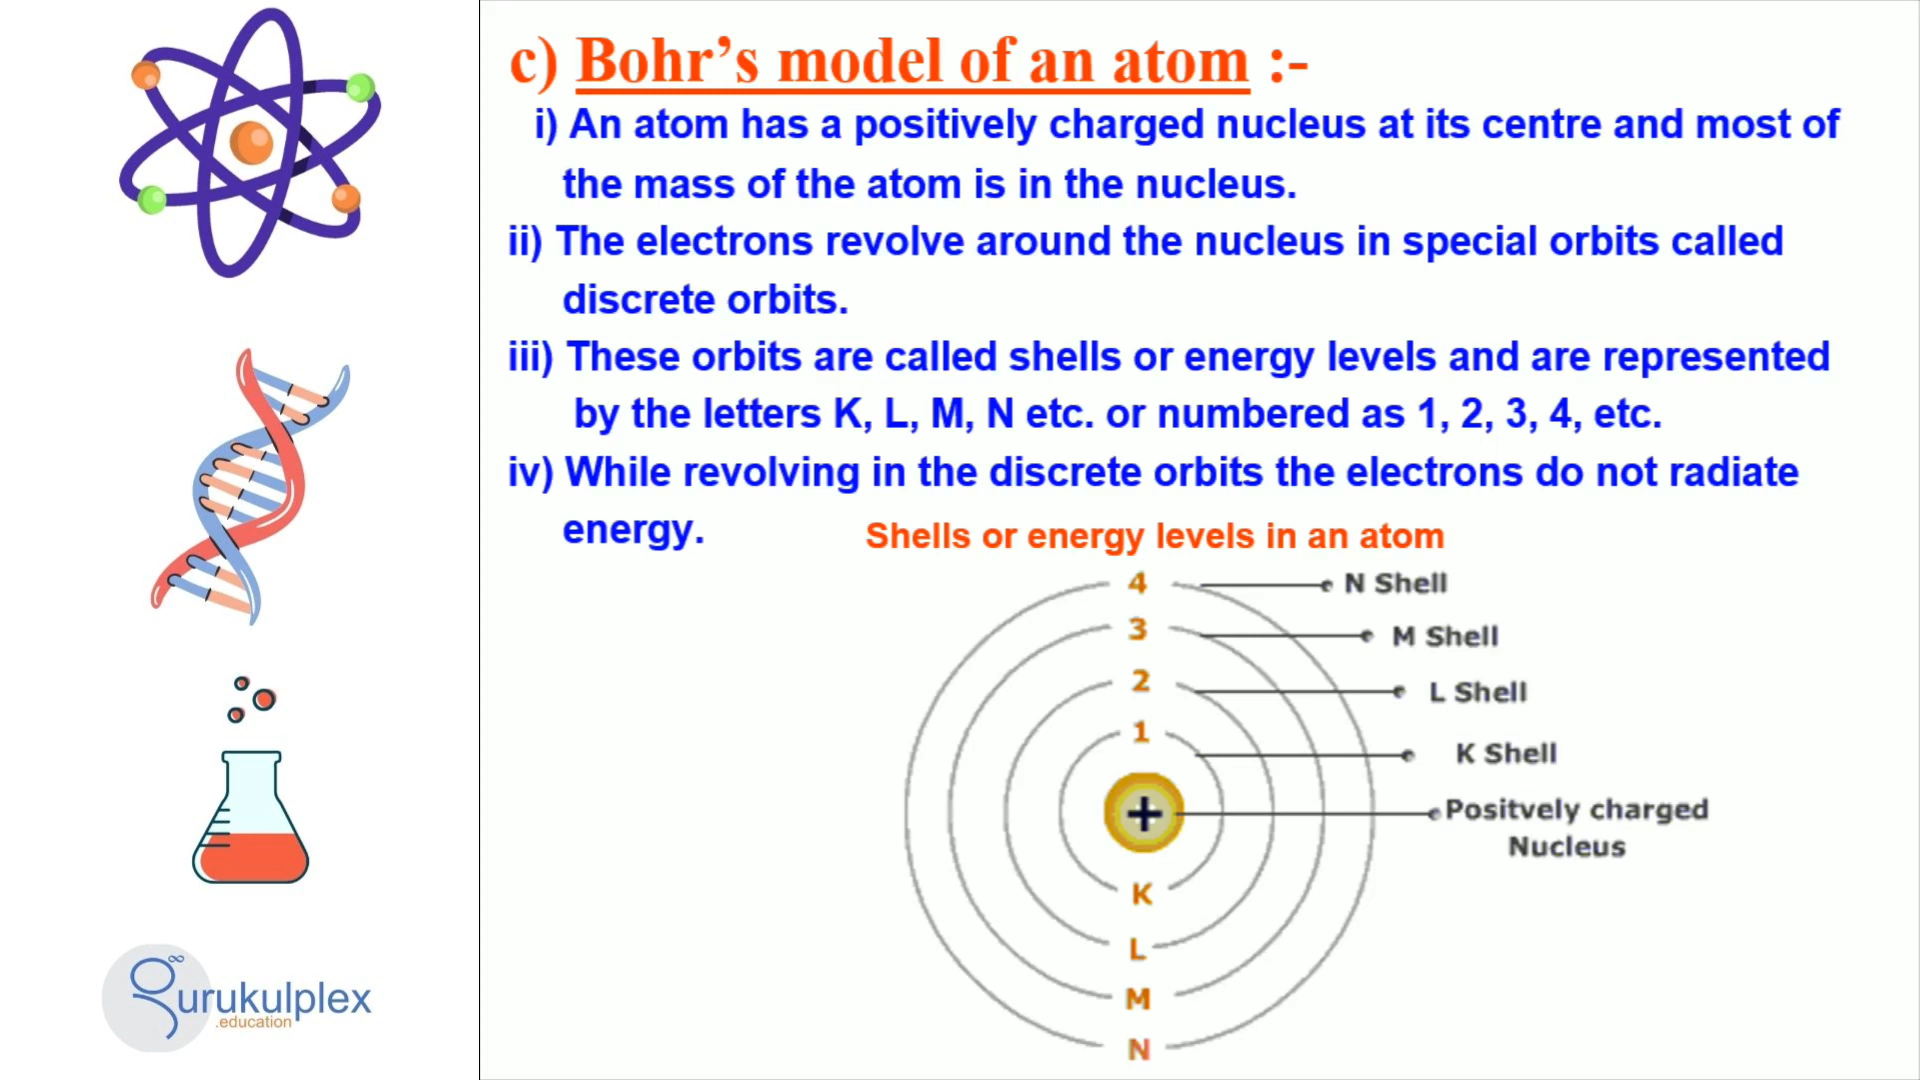 c) Bohr’s model of an atom :-
i) An atom has a positively charged nucleus at its centre and most of
the mass of the atom is in the nucleus.
ii) The electrons revolve around the nucleus in special orbits called
discrete orbits.
iii) These orbits are called shells or energy levels and are represented
by the letters K, L, M, N etc. or numbered as 1, 2, 3, 4, etc.
iv) While revolving in the discrete orbits the electrons do not radiate
energy.
Shells or energy levels in an atom
4
N Shell
3
M Shell
2
L Shell
1
K Shell
+
Positvely charged
Nucleus
K
L
M
N
gurukulplex
.education